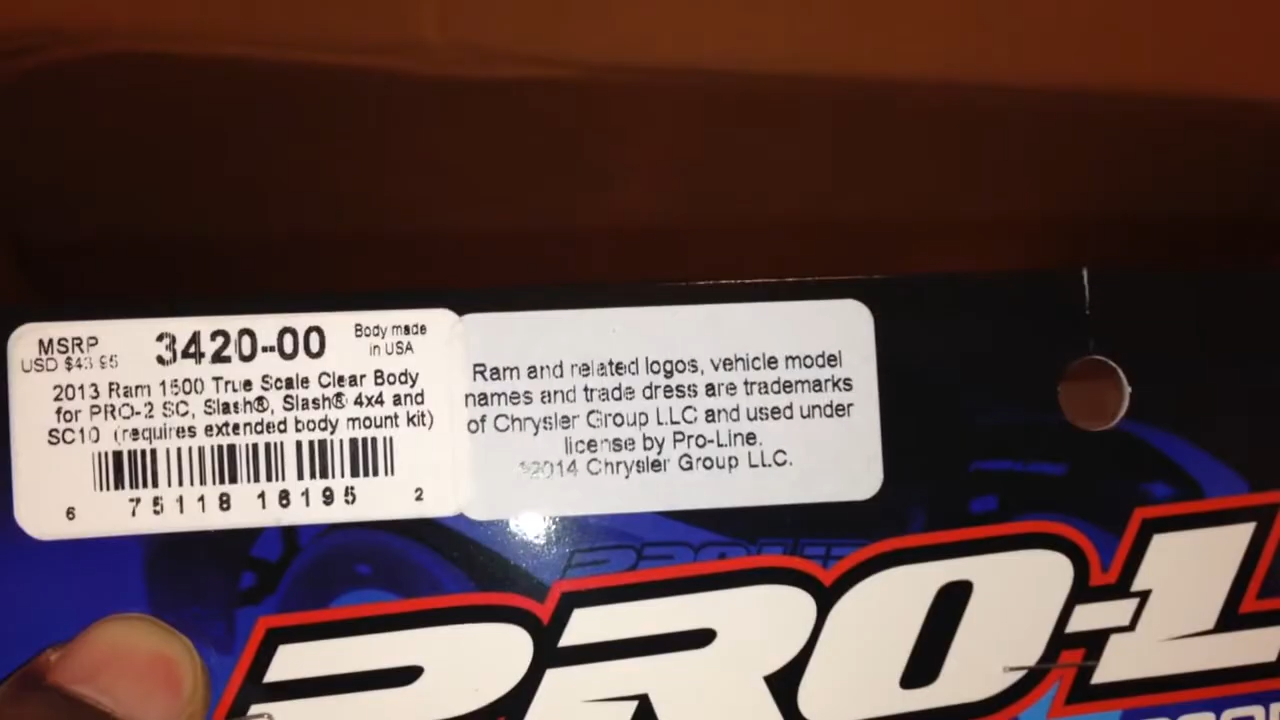 MSRP
USD $43.95
3420-00
Body made
in USA
2013 Ram 1500 True Scale Clear Body
for PRO-2 SC, Slash®, Slash® 4x4 and
SC10 (requires extended body mount kit)
6 75118 16195 2
Ram and related logos, vehicle model
names and trade dress are trademarks
of Chrysler Group LLC and used under
license by Pro-Line.
©2014 Chrysler Group LLC.
PRO-L